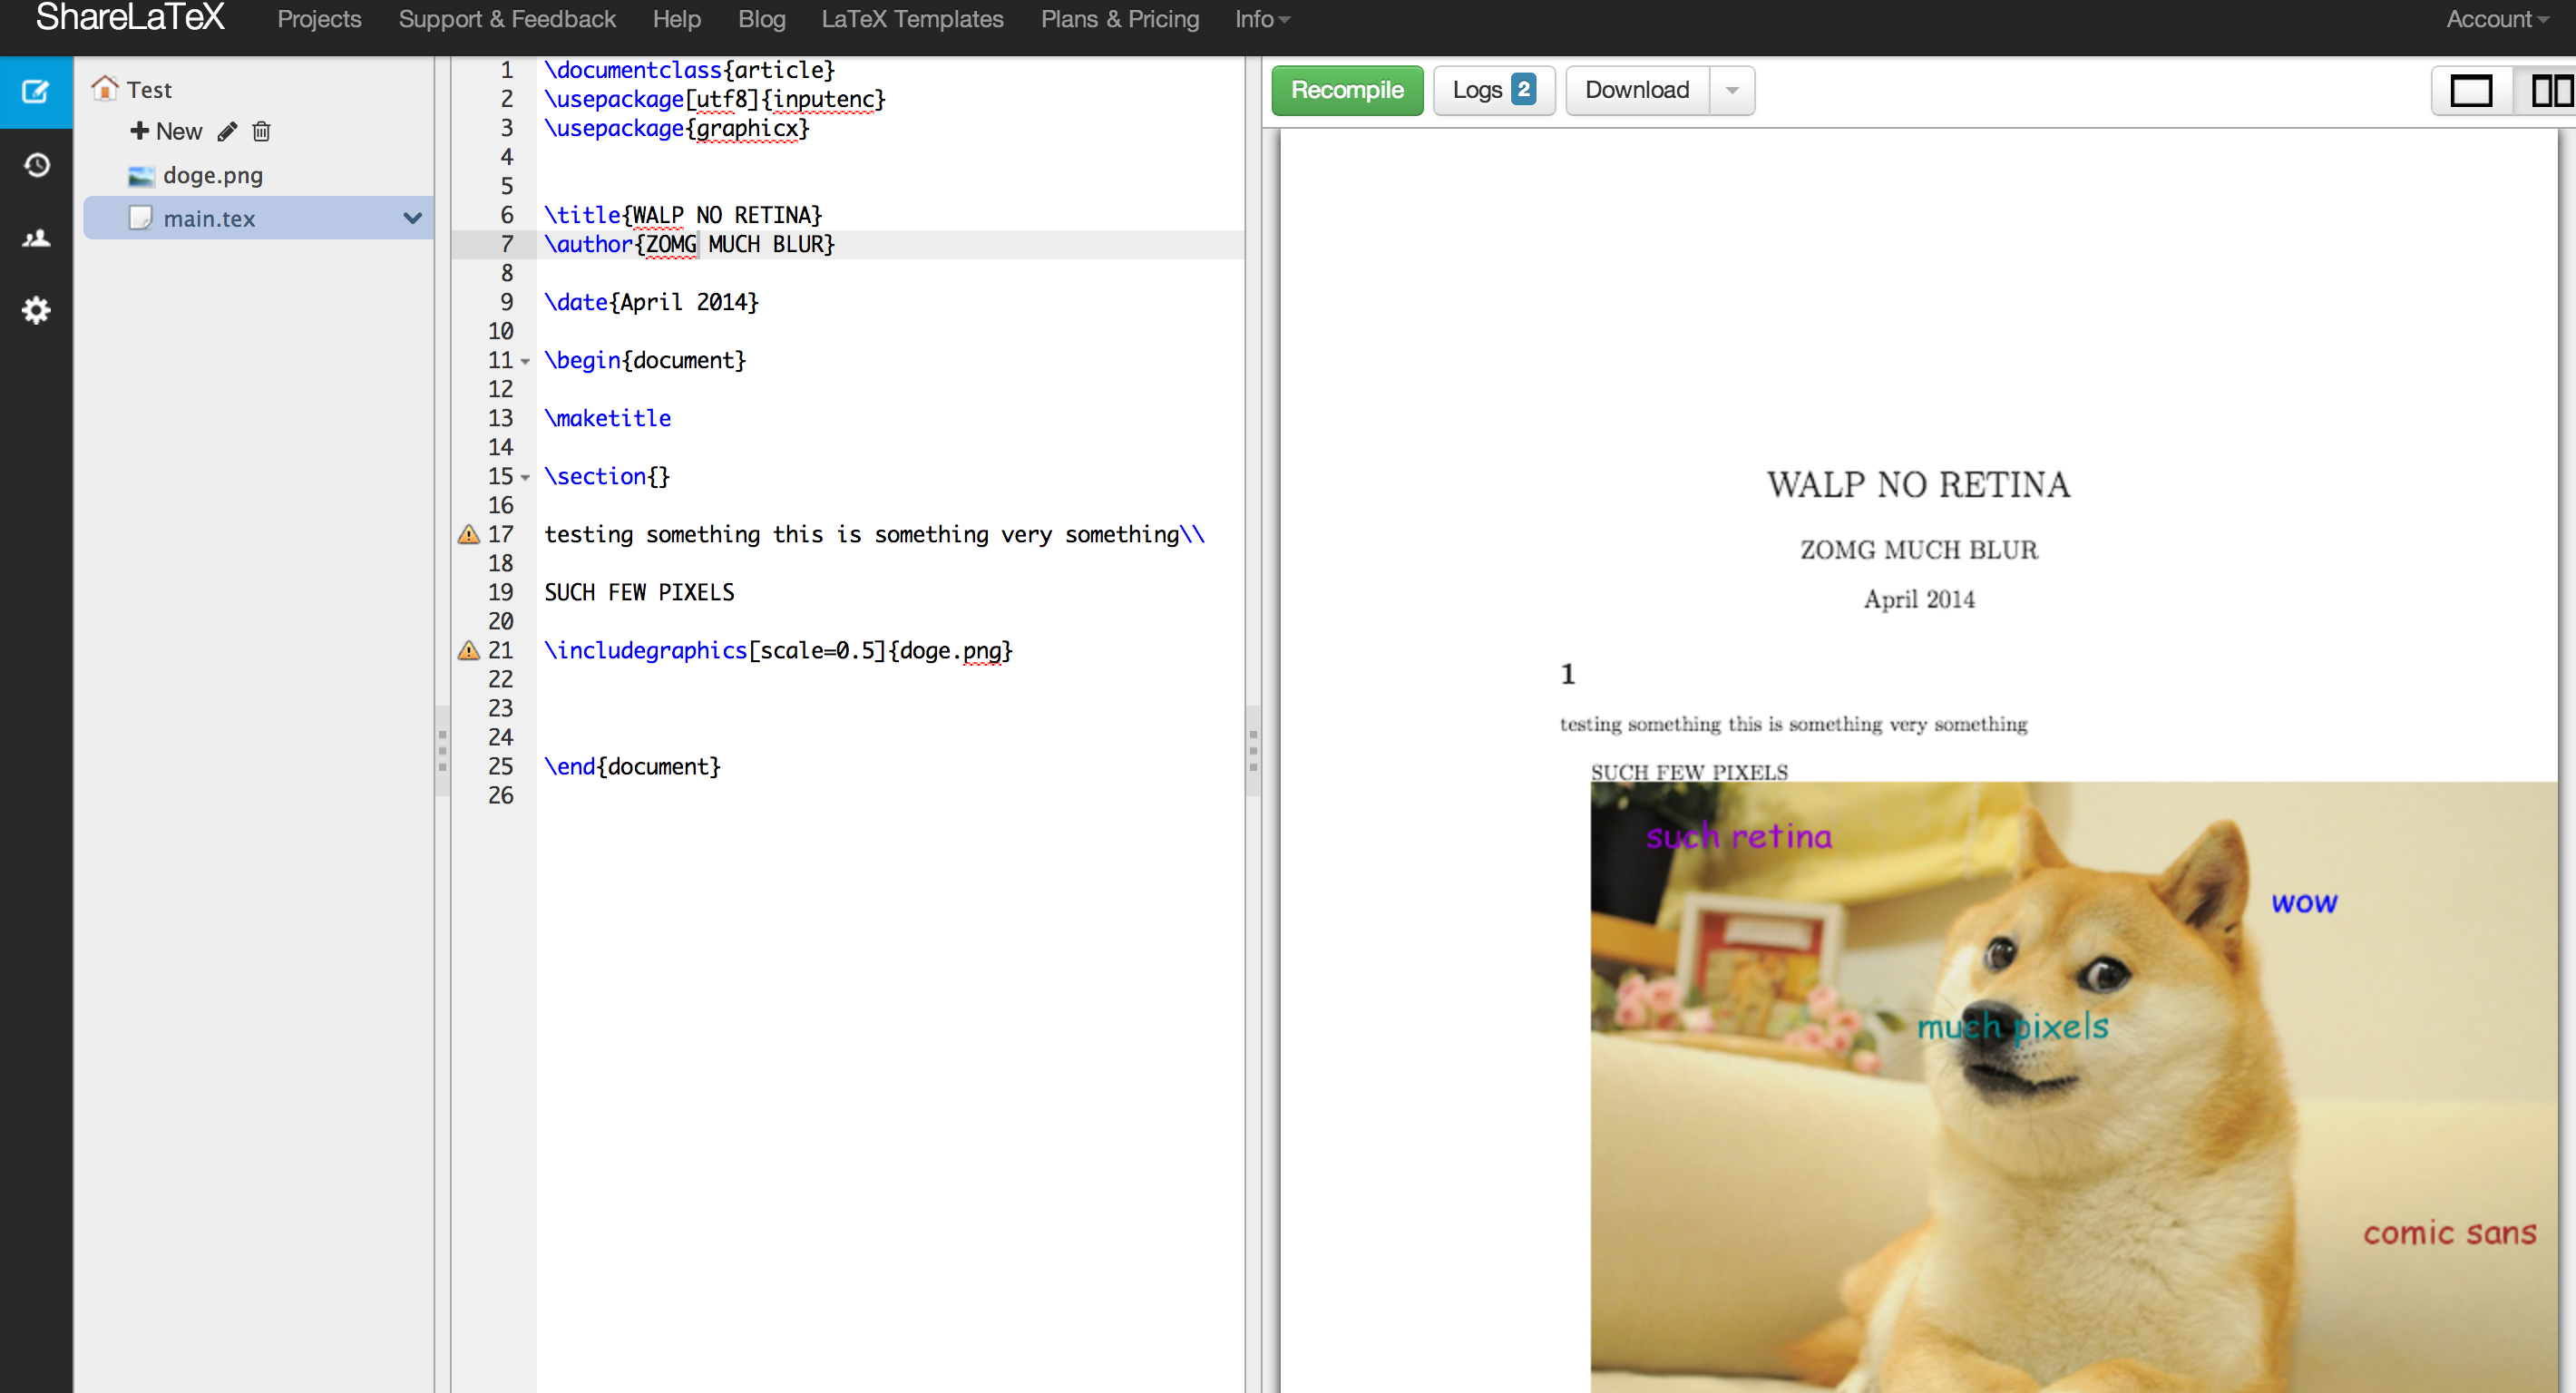 ShareLaTeX Projects Support & Feedback Help Blog LaTeX Templates Plans & Pricing Info Account
Test
New
doge.png
main.tex
1 \documentclass{article}
2 \usepackage[utf8]{inputenc}
3 \usepackage{graphicx}
4
5
6 \title{WALP NO RETINA}
7 \author{ZOMG MUCH BLUR}
8
9 \date{April 2014}
10
11 \begin{document}
12
13 \maketitle
14
15 \section{}
16
17 testing something this is something very something\\
18
19 SUCH FEW PIXELS
20
21 \includegraphics[scale=0.5]{doge.png}
22
23
24
25 \end{document}
26
Recompile Logs 2 Download
WALP NO RETINA
ZOMG MUCH BLUR
April 2014
1
testing something this is something very something
SUCH FEW PIXELS
such retina
wow
much pixels
comic sans